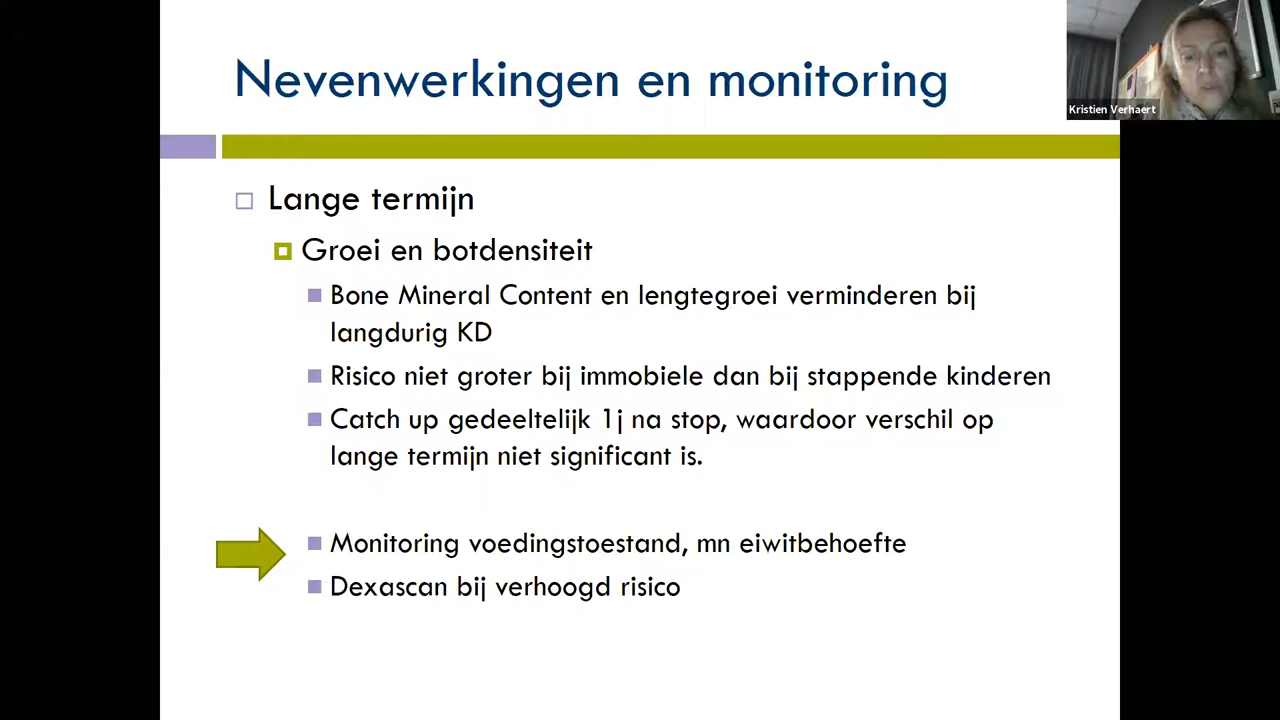 Nevenwerkingen en monitoring
Kristien Verhaert
Lange termijn
Groei en botdensiteit
Bone Mineral Content en lengtegroei verminderen bij
langdurig KD
Risico niet groter bij immobiele dan bij stappende kinderen
Catch up gedeeltelijk 1j na stop, waardoor verschil op
lange termijn niet significant is.
Monitoring voedingstoestand, mn eiwitbehoefte
Dexascan bij verhoogd risico